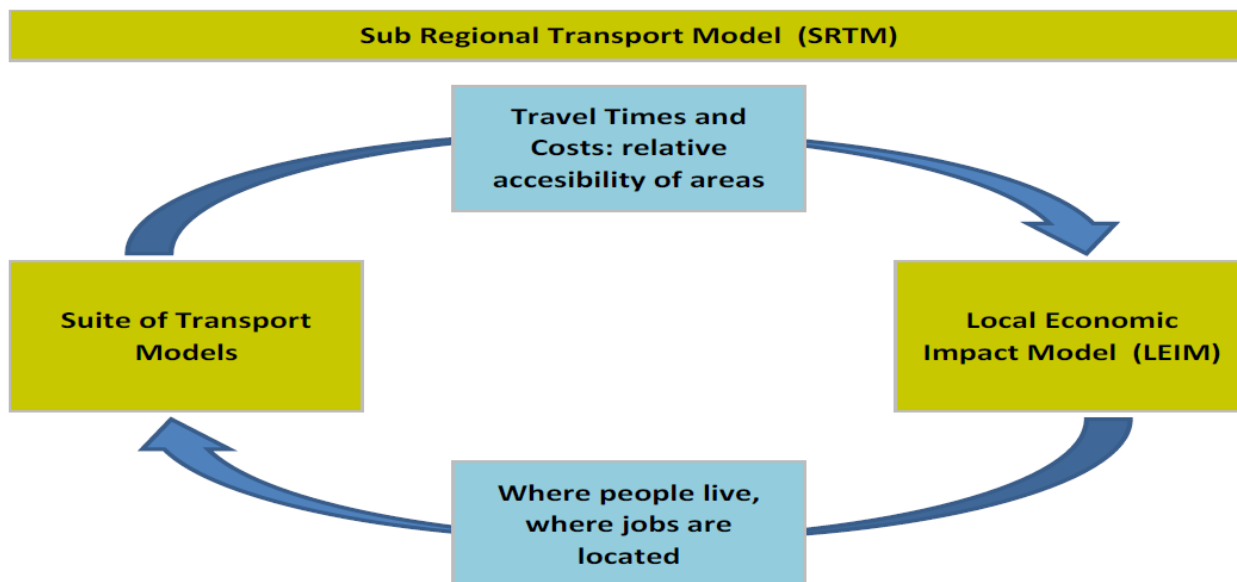 Sub Regional Transport Model  (SRTM)
Travel Times and
Costs: relative
accesibility of areas
Suite of Transport
Models
Local Economic
Impact Model  (LEIM)
Where people live,
where jobs are
located